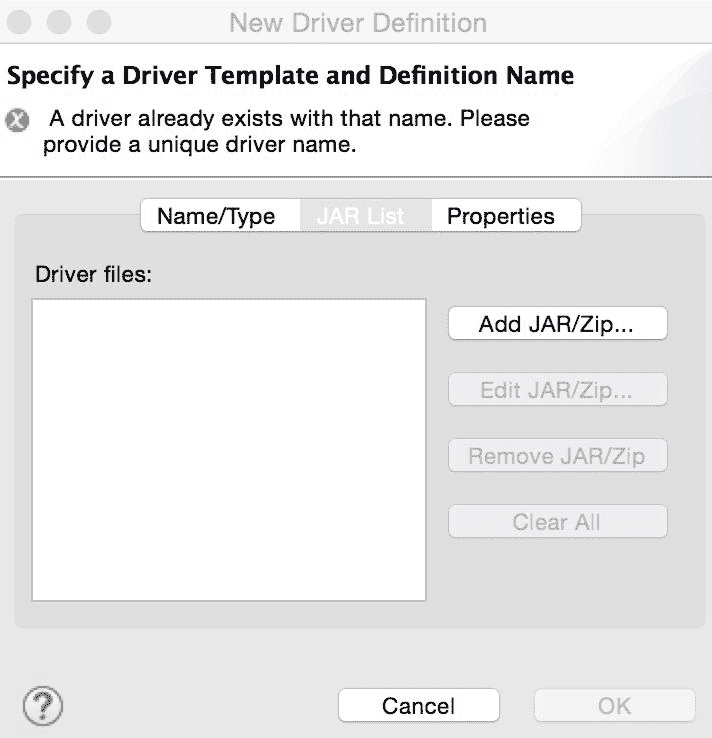 New Driver Definition
Specify a Driver Template and Definition Name
A driver already exists with that name. Please
provide a unique driver name.
Name/Type JAR List Properties
Driver files:
Add JAR/Zip...
Edit JAR/Zip...
Remove JAR/Zip
Clear All
?
Cancel OK